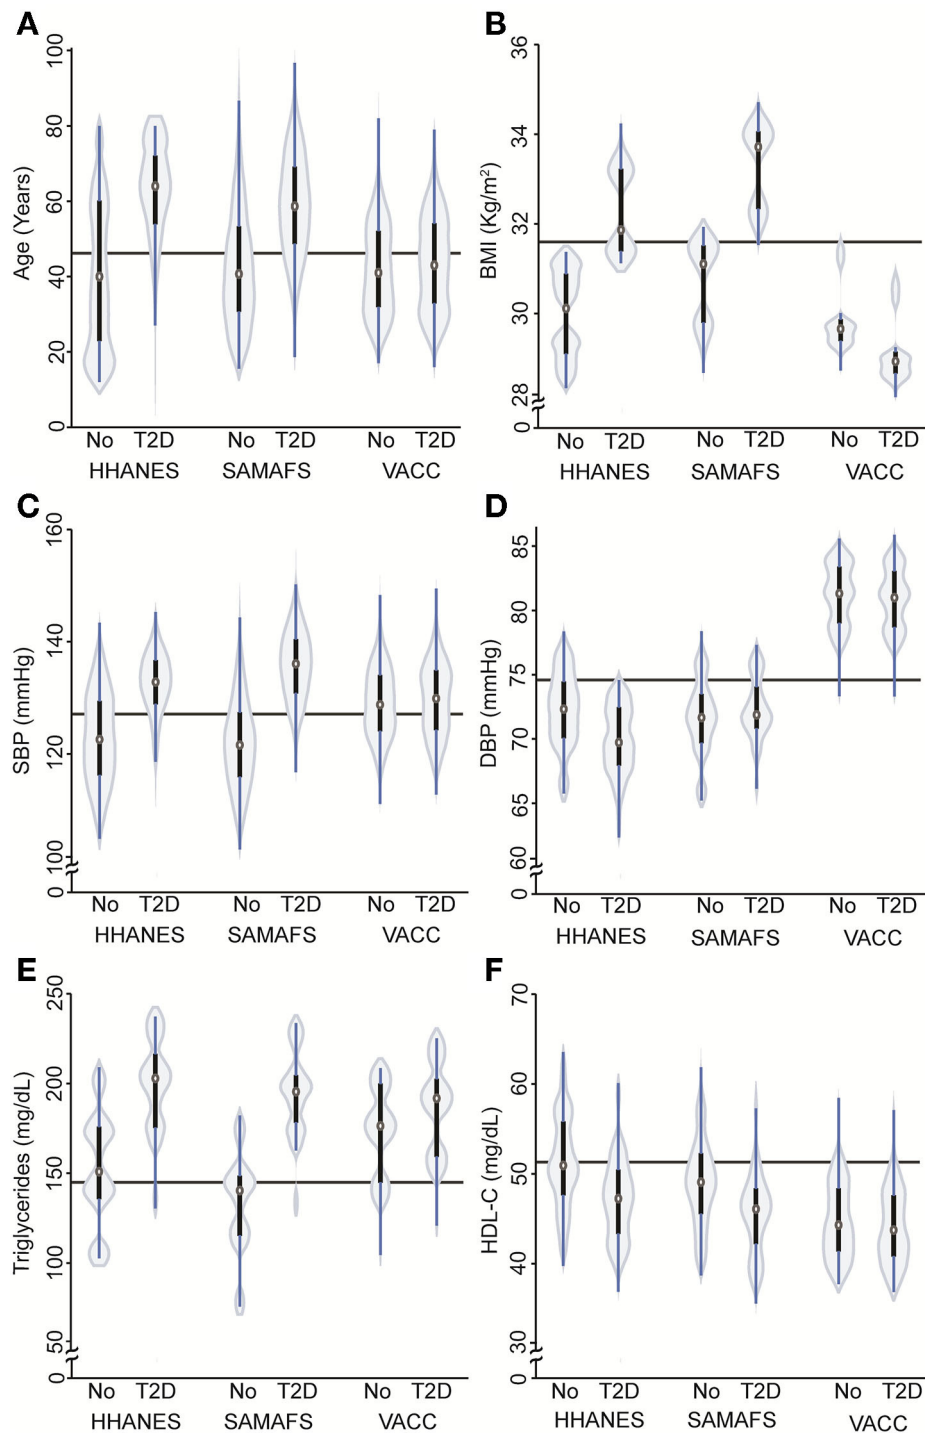 A
Age (Years)
100
80
60
40
20
0
No T2D No T2D No T2D
HHANES SAMAFS VACC
B
BMI (Kg/m²)
36
34
32
30
28
0
No T2D No T2D No T2D
HHANES SAMAFS VACC
C
SBP (mmHg)
160
140
120
100
0
No T2D No T2D No T2D
HHANES SAMAFS VACC
D
DBP (mmHg)
85
80
75
70
65
60
0
No T2D No T2D No T2D
HHANES SAMAFS VACC
E
Triglycerides (mg/dL)
250
200
150
100
50
0
No T2D No T2D No T2D
HHANES SAMAFS VACC
F
HDL-C (mg/dL)
70
60
50
40
30
0
No T2D No T2D No T2D
HHANES SAMAFS VACC